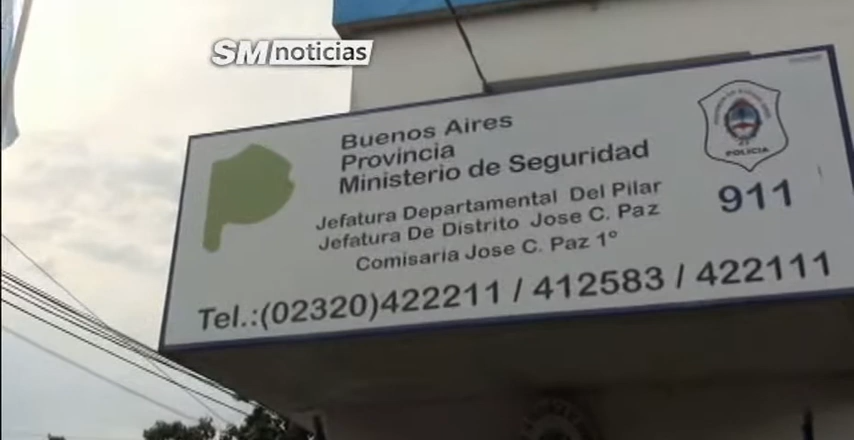 SMnoticias
Buenos Aires
Provincia
Ministerio de Seguridad
Jefatura Departamental Del Pilar
Jefatura De Distrito Jose C. Paz
Comisaria Jose C. Paz 1°
POLICIA
911
Tel.:(02320)422211 / 412583 / 422111